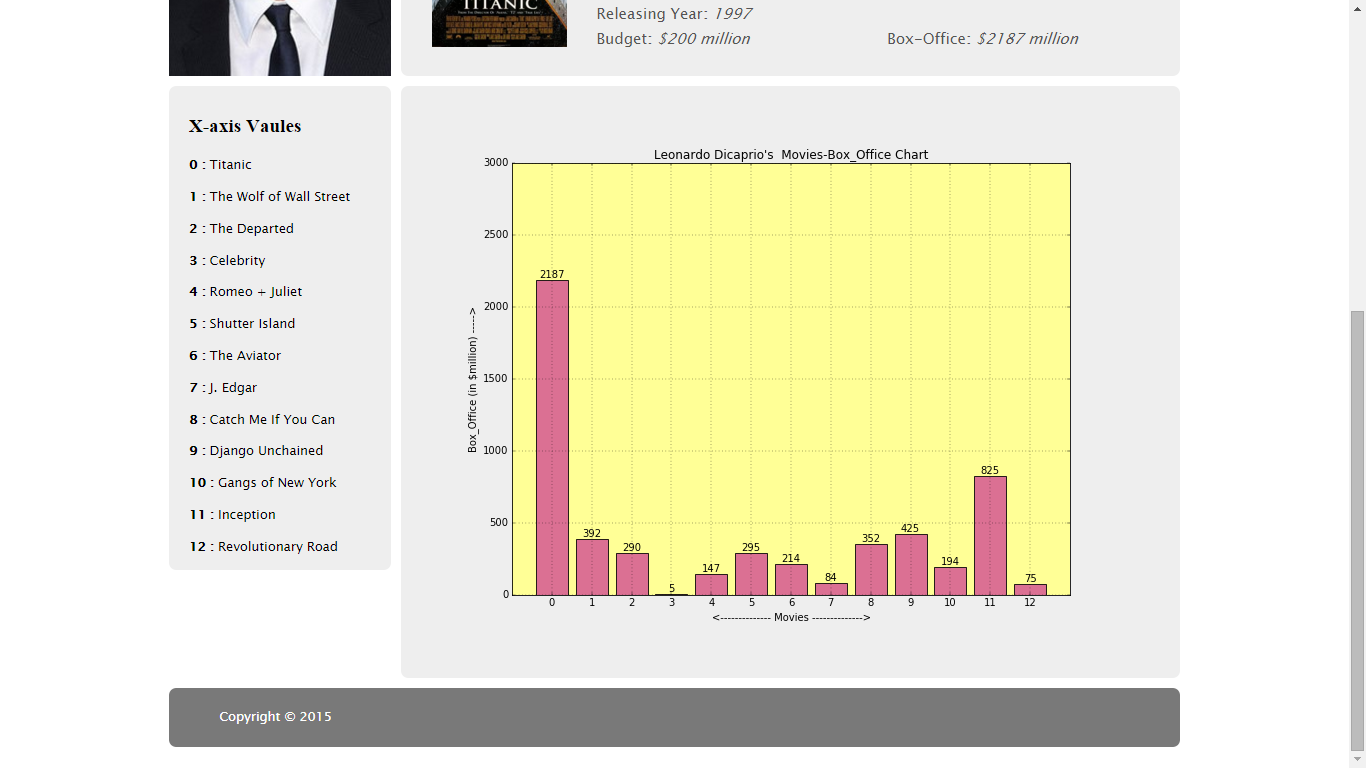 TITANIC
Releasing Year: 1997
Budget: $200 million
Box-Office: $2187 million
X-axis Vaules
0 : Titanic
1 : The Wolf of Wall Street
2 : The Departed
3 : Celebrity
4 : Romeo + Juliet
5 : Shutter Island
6 : The Aviator
7 : J. Edgar
8 : Catch Me If You Can
9 : Django Unchained
10 : Gangs of New York
11 : Inception
12 : Revolutionary Road
Leonardo Dicaprio's  Movies-Box_Office Chart
Box_Office (in $million) ----->
3000
2500
2000
1500
1000
500
0
2187
392
290
5
147
295
214
84
352
425
194
825
75
0 1 2 3 4 5 6 7 8 9 10 11 12
<-------------- Movies -------------->
Copyright © 2015